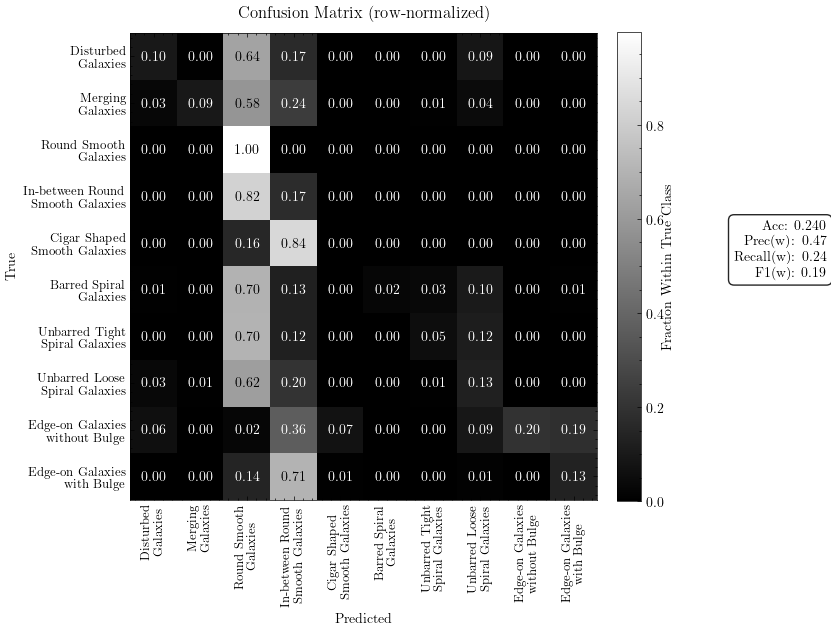 Confusion Matrix (row-normalized)
Disturbed
Galaxies
0.10 0.00 0.64 0.17 0.00 0.00 0.00 0.09 0.00 0.00
Merging
Galaxies
0.03 0.09 0.58 0.24 0.00 0.00 0.01 0.04 0.00 0.00
Round Smooth
Galaxies
0.00 0.00 1.00 0.00 0.00 0.00 0.00 0.00 0.00 0.00
In-between Round
Smooth Galaxies
0.00 0.00 0.82 0.17 0.00 0.00 0.00 0.00 0.00 0.00
Cigar Shaped
Smooth Galaxies
0.00 0.00 0.16 0.84 0.00 0.00 0.00 0.00 0.00 0.00
Barred Spiral
Galaxies
0.01 0.00 0.70 0.13 0.00 0.02 0.03 0.10 0.00 0.01
Unbarred Tight
Spiral Galaxies
0.00 0.00 0.70 0.12 0.00 0.00 0.05 0.12 0.00 0.00
Unbarred Loose
Spiral Galaxies
0.03 0.01 0.62 0.20 0.00 0.00 0.01 0.13 0.00 0.00
Edge-on Galaxies
without Bulge
0.06 0.00 0.02 0.36 0.07 0.00 0.00 0.09 0.20 0.19
Edge-on Galaxies
with Bulge
0.00 0.00 0.14 0.71 0.01 0.00 0.00 0.01 0.00 0.13
True
Disturbed
Galaxies
Merging
Galaxies
Round Smooth
Galaxies
In-between Round
Smooth Galaxies
Cigar Shaped
Smooth Galaxies
Barred Spiral
Galaxies
Unbarred Tight
Spiral Galaxies
Unbarred Loose
Spiral Galaxies
Edge-on Galaxies
without Bulge
Edge-on Galaxies
with Bulge
Predicted
0.8
0.6
0.4
0.2
0.0
Fraction Within True Class
Acc: 0.240
Prec(w): 0.47
Recall(w): 0.24
F1(w): 0.19